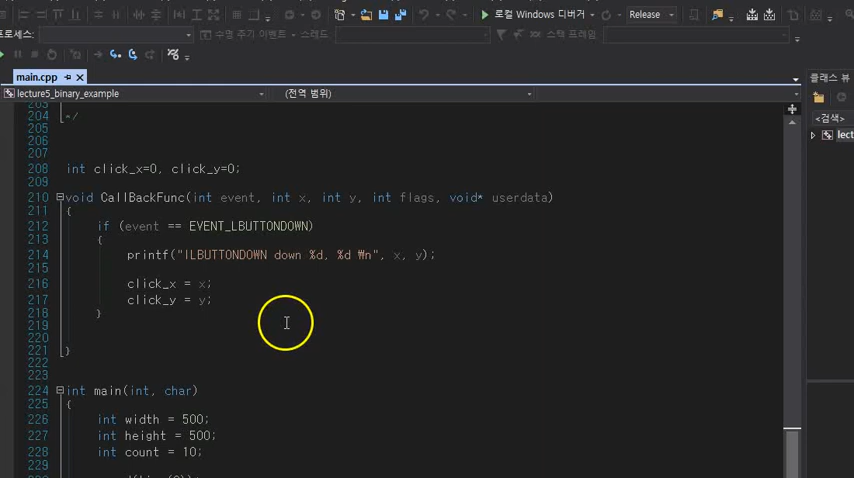 로컬 Windows 디버거
Release
프로세스:
수명 주기 이벤트
스레드
스택 프레임:
main.cpp
클래스 뷰
lecture5_binary_example
(전역 범위)
<검색>
203
204 */
205
206
207
208 int click_x=0, click_y=0;
209
210 void CallBackFunc(int event, int x, int y, int flags, void* userdata)
211 {
212 if (event == EVENT_LBUTTONDOWN)
213 {
214 printf("ILBUTTONDOWN down %d, %d ₩n", x, y);
215
216 click_x = x;
217 click_y = y;
218 }
219
220
221 }
222
223
224 int main(int, char)
225 {
226 int width = 500;
227 int height = 500;
228 int count = 10;
229